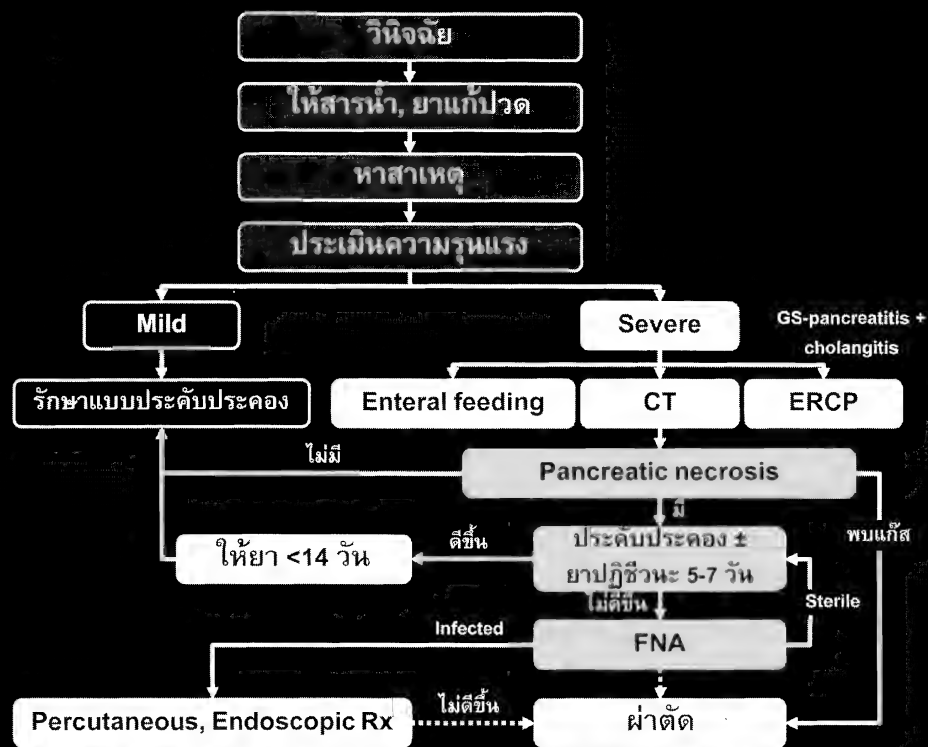 วินิจฉัย
ให้สารน้ำ, ยาแก้ปวด
หาสาเหตุ
ประเมินความรุนแรง
Mild
Severe
GS-pancreatitis +
cholangitis
รักษาแบบประคับประคอง
Enteral feeding
CT
ERCP
ไม่มี
Pancreatic necrosis
มี
พบแก๊ส
ให้ยา <14 วัน
ดีขึ้น
ประคับประคอง ±
ยาปฏิชีวนะ 5-7 วัน
ไม่ดีขึ้น
Sterile
Infected
FNA
Percutaneous, Endoscopic Rx
ไม่ดีขึ้น
ผ่าตัด